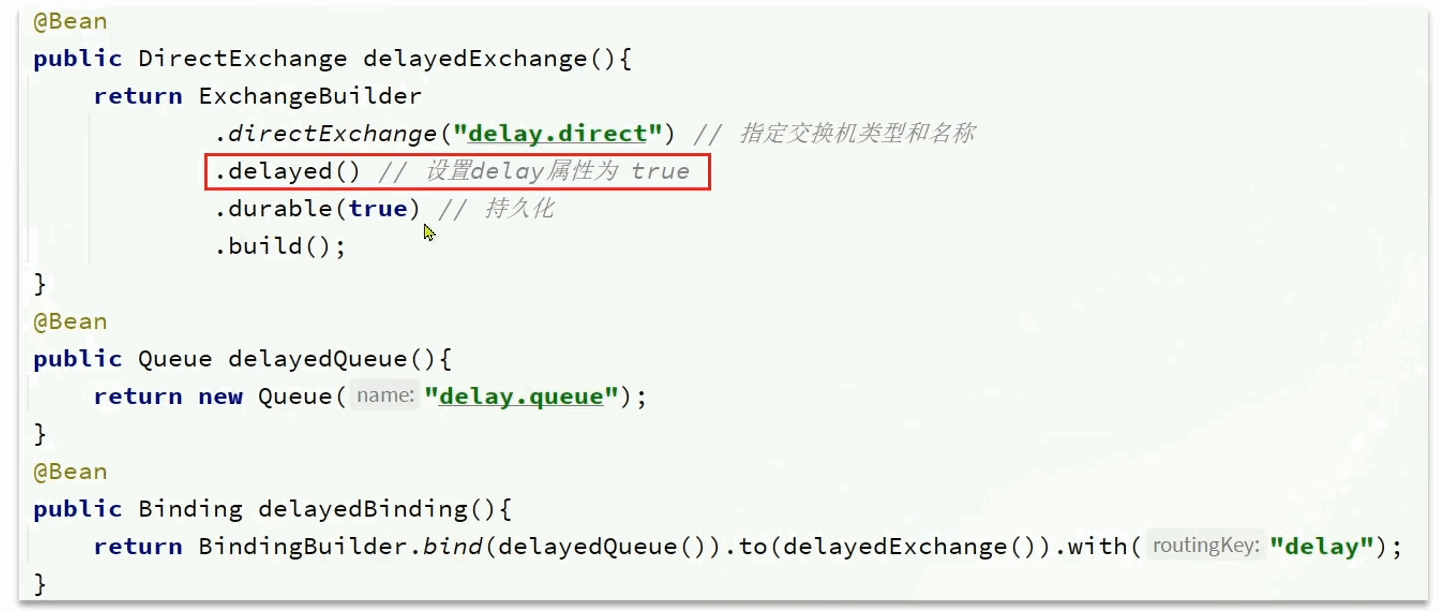 @Bean
public DirectExchange delayedExchange(){
return ExchangeBuilder
.directExchange("delay.direct") // 指定交换机类型和名称
.delayed() // 设置delay属性为 true
.durable(true) // 持久化
.build();
}
@Bean
public Queue delayedQueue(){
return new Queue( name: "delay.queue");
}
@Bean
public Binding delayedBinding(){
return BindingBuilder.bind(delayedQueue()).to(delayedExchange()).with( routingKey: "delay");
}